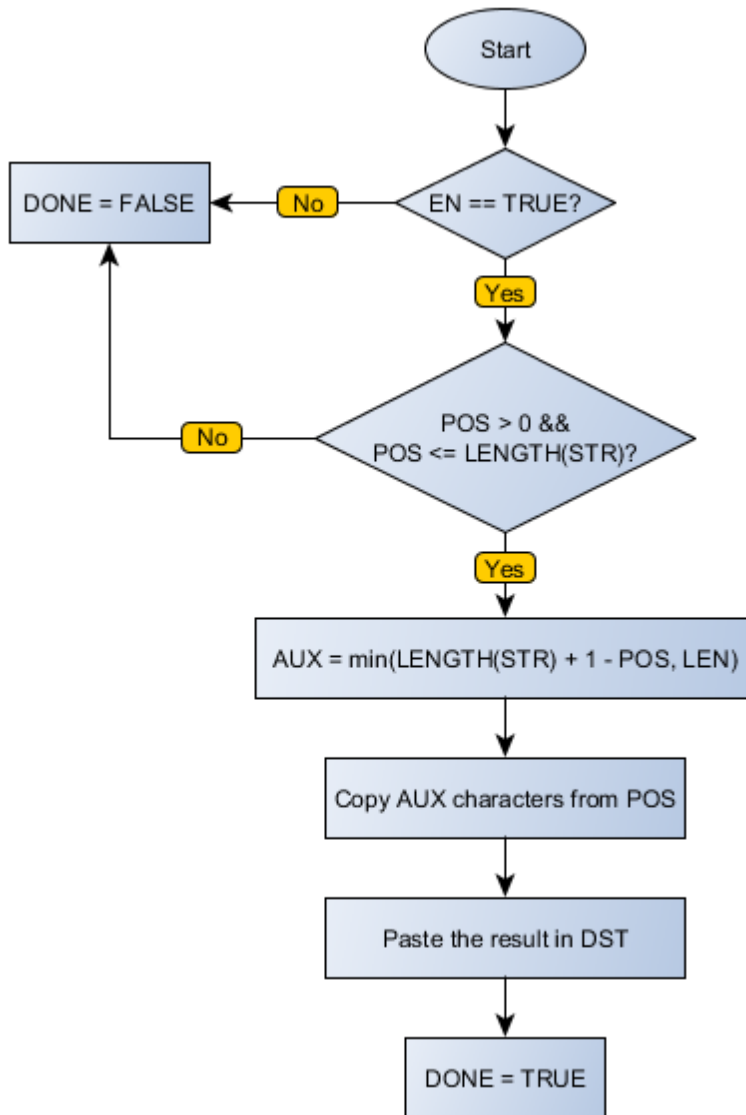 Start
EN == TRUE?
No
DONE = FALSE
Yes
POS > 0 &&
POS <= LENGTH(STR)?
No
Yes
AUX = min(LENGTH(STR) + 1 - POS, LEN)
Copy AUX characters from POS
Paste the result in DST
DONE = TRUE